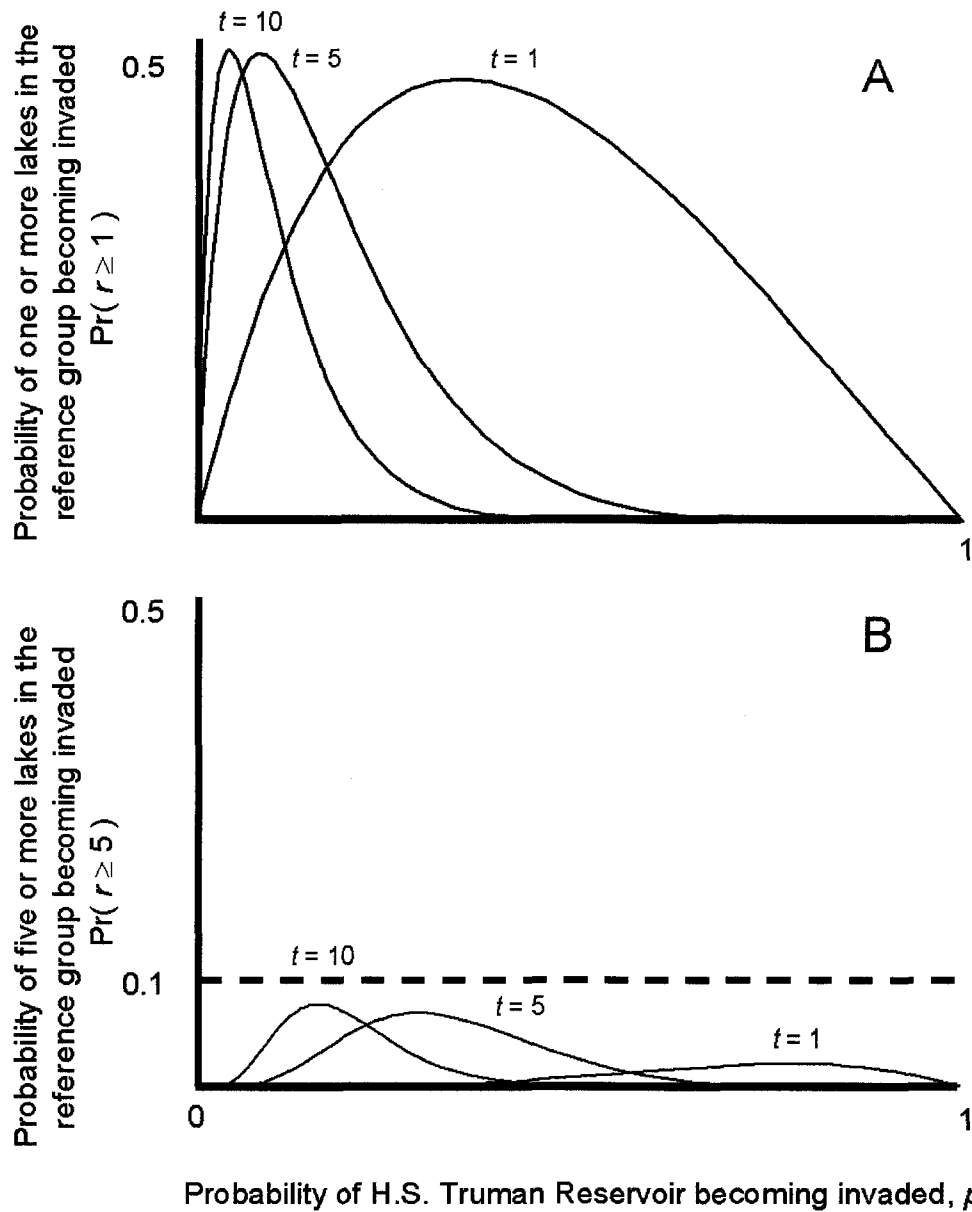 t = 10
t = 5
t = 1
A
0.5
Probability of one or more lakes in the
reference group becoming invaded
Pr( r ≥ 1 )
1
0.5
B
Probability of five or more lakes in the
reference group becoming invaded
Pr( r ≥ 5 )
t = 10
0.1
t = 5
t = 1
0
1
Probability of H.S. Truman Reservoir becoming invaded,